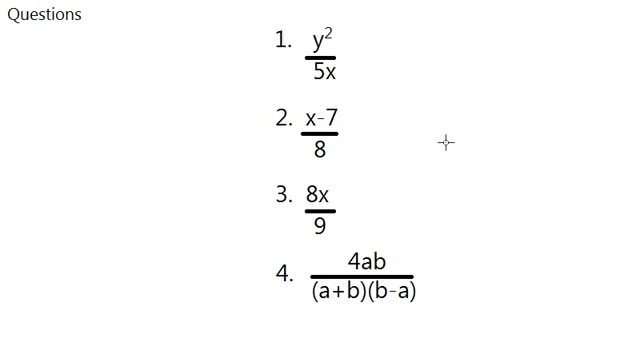 Questions
1. y²
5x
2. x-7
8
3. 8x
9
4. 4ab
(a+b)(b-a)